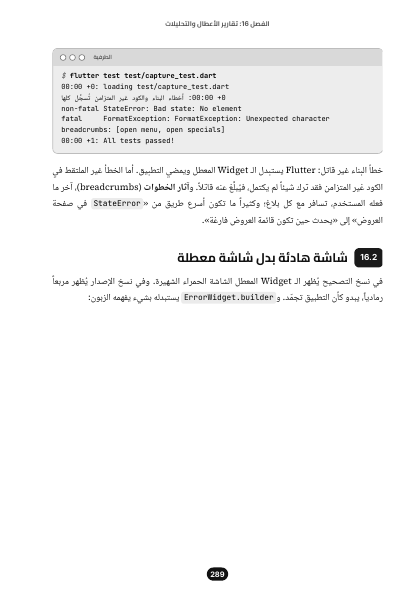 الفصل 16: تقارير الأعطال والتحليلات
الطرفية
$ flutter test test/capture_test.dart
00:00 +0: loading test/capture_test.dart
00:00 +0: أخطاء البناء والكود غير المتزامن تُسجَّل كلها
non-fatal StateError: Bad state: No element
fatal FormatException: FormatException: Unexpected character
breadcrumbs: [open menu, open specials]
00:00 +1: All tests passed!
خطأ البناء غير قاتل: Flutter يستبدل الـ Widget المعطل ويمضي التطبيق. أما الخطأ غير الملتقط في
الكود غير المتزامن فقد ترك شيئاً لم يكتمل، فيُبلَّغ عنه قاتلاً. وآثار الخطوات (breadcrumbs)، آخر ما
فعله المستخدم، تسافر مع كل بلاغ؛ وكثيراً ما تكون أسرع طريق من «StateError في صفحة
العروض» إلى «يحدث حين تكون قائمة العروض فارغة».
16.2 شاشة هادئة بدل شاشة معطلة
في نسخ التصحيح يُظهر الـ Widget المعطل الشاشة الحمراء الشهيرة. وفي نسخ الإصدار يُظهر مربعاً
رمادياً، يبدو كأن التطبيق تجمّد. وErrorWidget.builder يستبدله بشيء يفهمه الزبون:
289